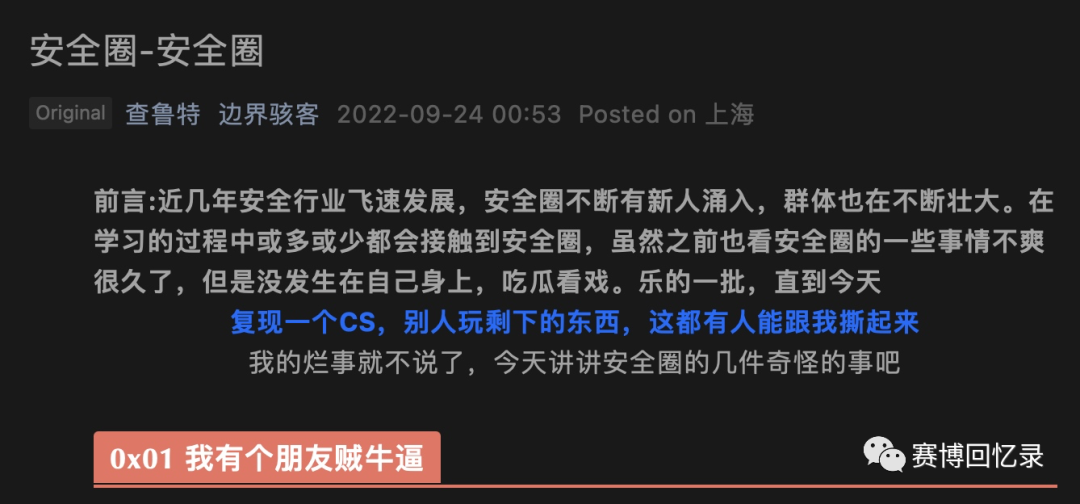 安全圈-安全圈
Original 查鲁特 边界骇客 2022-09-24 00:53 Posted on 上海
前言:近几年安全行业飞速发展，安全圈不断有新人涌入，群体也在不断壮大。在
学习的过程中或多或少都会接触到安全圈，虽然之前也看安全圈的一些事情不爽
很久了，但是没发生在自己身上，吃瓜看戏。乐的一批，直到今天
复现一个CS，别人玩剩下的东西，这都有人能跟我撕起来
我的烂事就不说了，今天讲讲安全圈的几件奇怪的事吧
0x01 我有个朋友贼牛逼
赛博回忆录